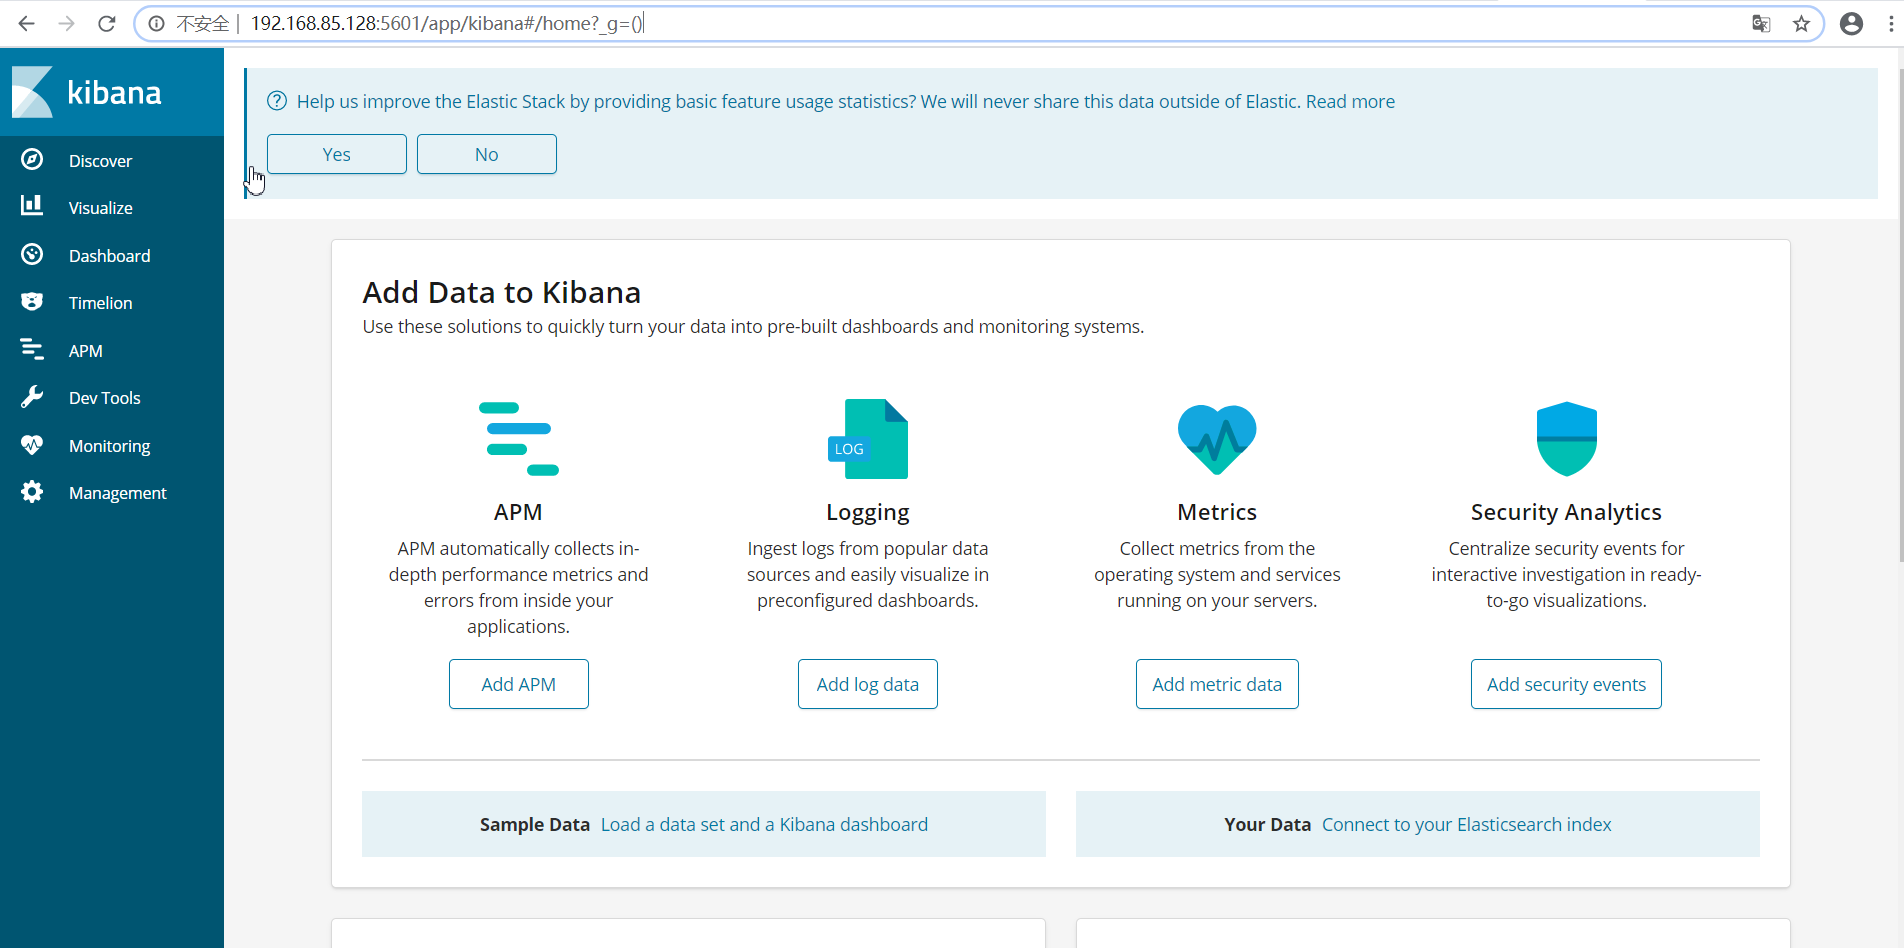 不安全 192.168.85.128:5601/app/kibana#/home?_g=()
kibana
Discover
Visualize
Dashboard
Timelion
APM
Dev Tools
Monitoring
Management
Help us improve the Elastic Stack by providing basic feature usage statistics? We will never share this data outside of Elastic. Read more
Yes No
Add Data to Kibana
Use these solutions to quickly turn your data into pre-built dashboards and monitoring systems.
APM
APM automatically collects in-
depth performance metrics and
errors from inside your
applications.
Add APM
LOG
Logging
Ingest logs from popular data
sources and easily visualize in
preconfigured dashboards.
Add log data
Metrics
Collect metrics from the
operating system and services
running on your servers.
Add metric data
Security Analytics
Centralize security events for
interactive investigation in ready-
to-go visualizations.
Add security events
Sample Data Load a data set and a Kibana dashboard
Your Data Connect to your Elasticsearch index